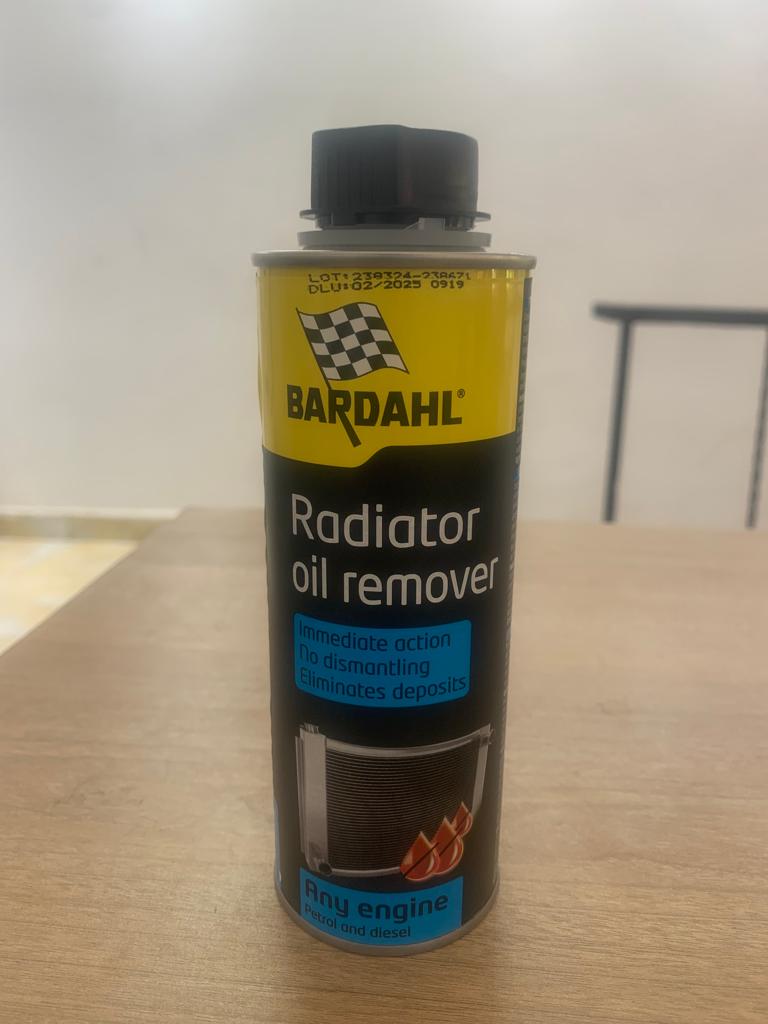 LOT:238324-238671
DLU:02/2025 0919
BARDAHL®
Radiator
oil remover
Immediate action
No dismantling
Eliminates deposits
Any engine
Petrol and diesel